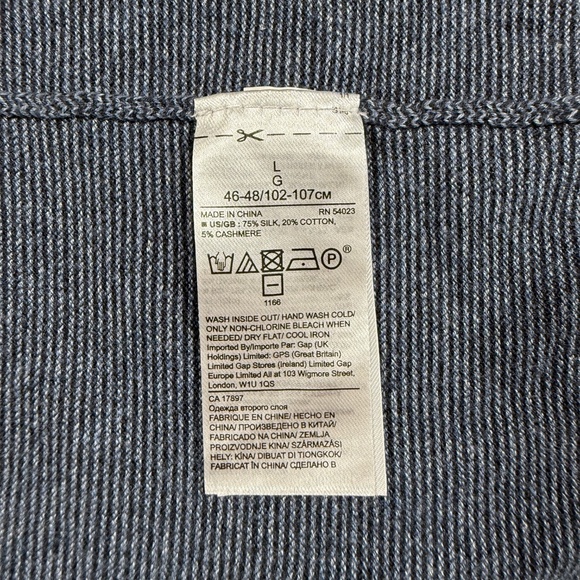 L
G
46-48/102-107CM
MADE IN CHINA RN 54023
US/GB : 75% SILK, 20% COTTON,
5% CASHMERE
P ®
1166
WASH INSIDE OUT/ HAND WASH COLD/
ONLY NON-CHLORINE BLEACH WHEN
NEEDED/ DRY FLAT/ COOL IRON
Imported By/Importe Par: Gap (UK
Holdings) Limited: GPS (Great Britain)
Limited Gap Stores (Ireland) Limited Gap
Europe Limited All at 103 Wigmore Street,
London, W1U 1QS
CA 17897
Одежда второго слоя
FABRIQUE EN CHINE/ HECHO EN
CHINA/ ПРОИЗВЕДЕНО В КИТАЙ/
FABRICADO NA CHINA/ ZEMLJA
PROIZVODNJE KINA/ SZÁRMAZÁSI
HELY: KÍNA/ DIBUAT DI TIONGKOK/
FABRICAT ÎN CHINA/ СДЕЛАНО В